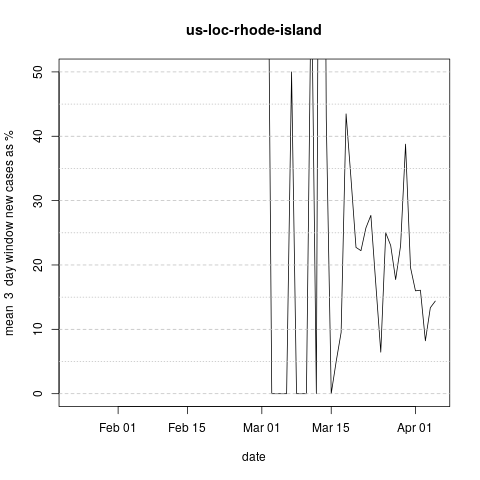 us-loc-rhode-island
mean 3 day window new cases as %
50
40
30
20
10
0
Feb 01 Feb 15 Mar 01 Mar 15 Apr 01
date